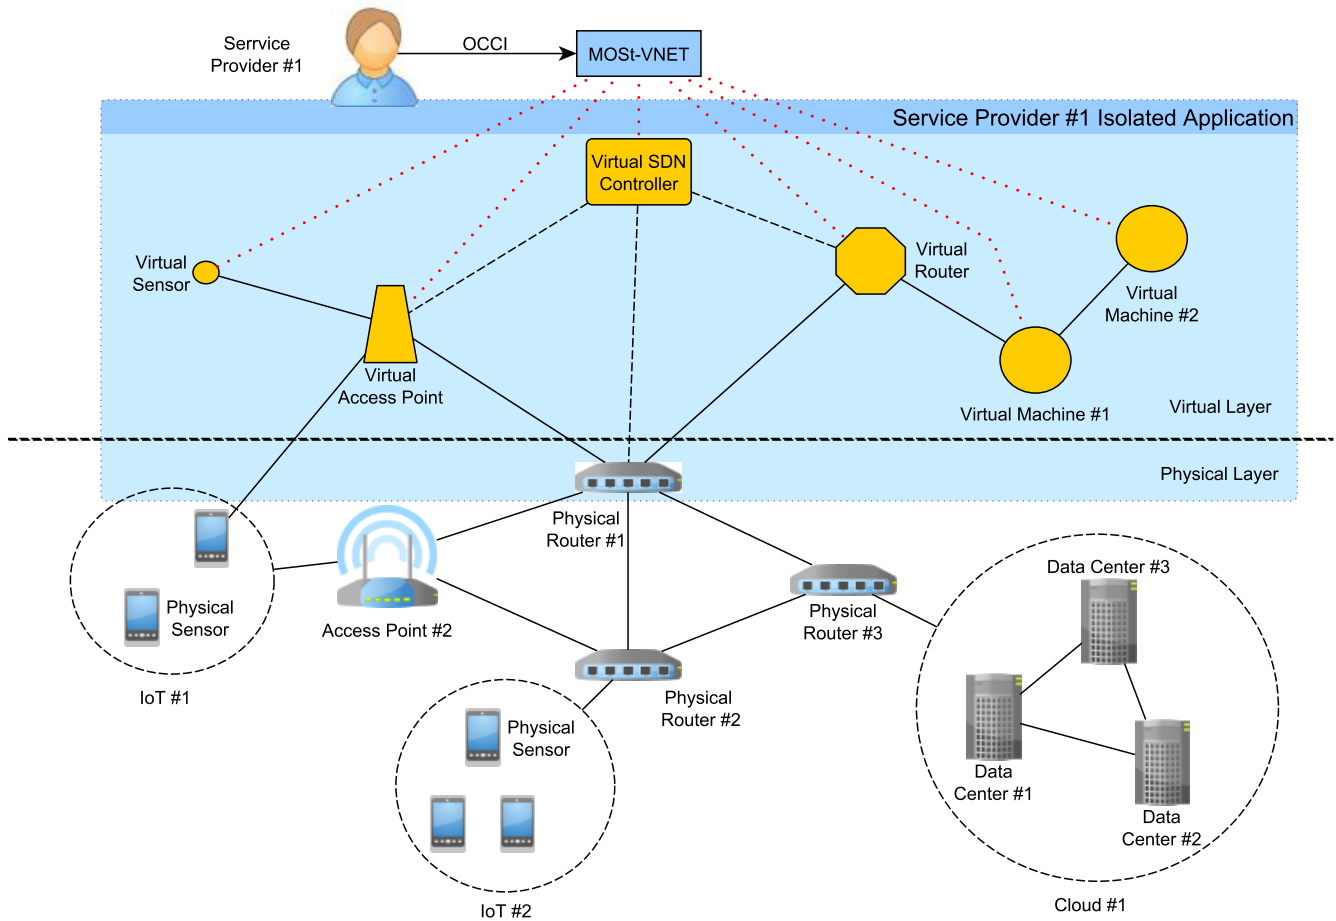 Serrvice
Provider #1
OCCI
MOSt-VNET
Service Provider #1 Isolated Application
Virtual SDN
Controller
Virtual
Sensor
Virtual
Router
Virtual
Machine #2
Virtual
Access Point
Virtual Machine #1
Virtual Layer
Physical Layer
Physical
Router #1
Data Center #3
Physical
Sensor
Access Point #2
Physical
Router #3
IoT #1
Physical
Router #2
Physical
Sensor
Data
Center #1
Data
Center #2
IoT #2
Cloud #1